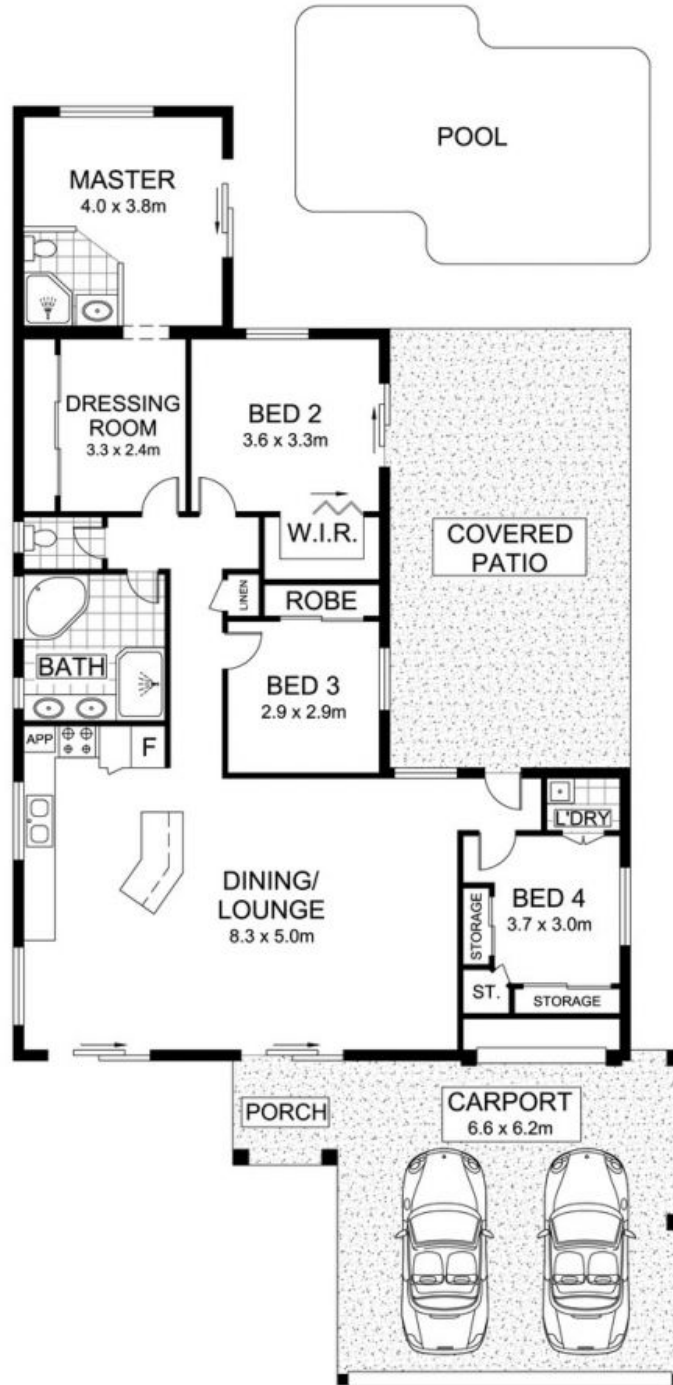 POOL
MASTER
4.0 x 3.8m
DRESSING
ROOM
3.3 x 2.4m
BED 2
3.6 x 3.3m
W.I.R.
COVERED
PATIO
LINEN
ROBE
BATH
BED 3
2.9 x 2.9m
APP
F
L'DRY
DINING/
LOUNGE
8.3 x 5.0m
BED 4
3.7 x 3.0m
STORAGE
ST.
STORAGE
PORCH
CARPORT
6.6 x 6.2m